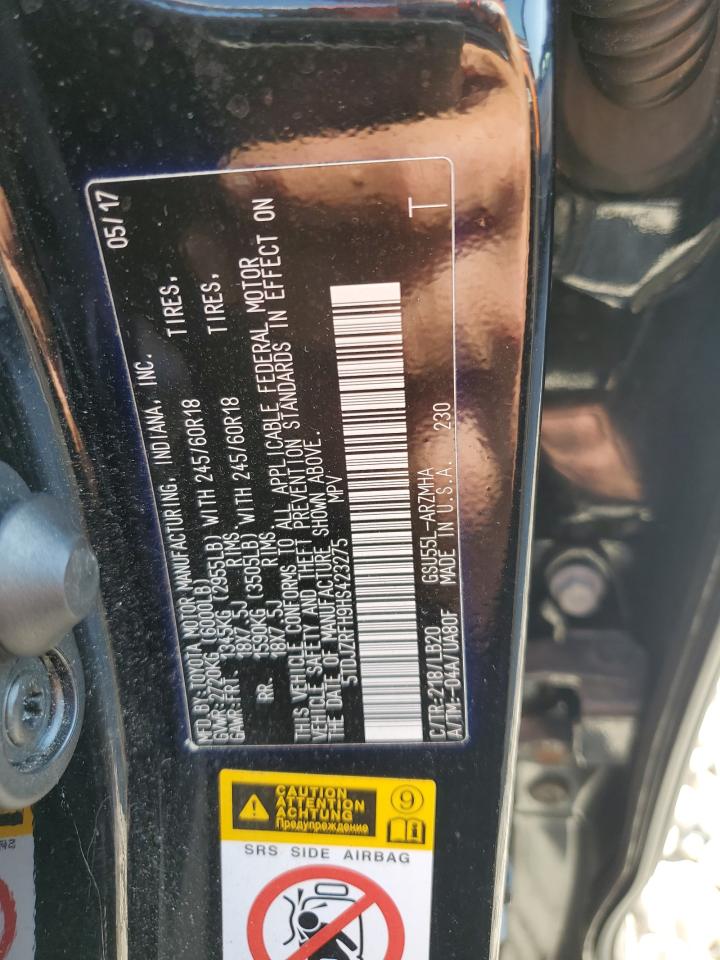 MFD. BY: TOYOTA MOTOR MANUFACTURING, INDIANA, INC. 05/17
GVWR: 2720KG (6000LB)
GAWR: FRT 1345KG (2955LB) WITH 245/60R18 TIRES,
18X7.5J RIMS
RR. 1590KG (3505LB) WITH 245/60R18 TIRES,
18X7.5J RIMS
THIS VEHICLE CONFORMS TO ALL APPLICABLE FEDERAL MOTOR
VEHICLE SAFETY AND THEFT PREVENTION STANDARDS IN EFFECT ON
THE DATE OF MANUFACTURE SHOWN ABOVE.
5TDJZRFH9HS423275 MPV
C/TR: 218/LB20 GSU55L-ARZMHA T
A/TM: -04A/UA80F MADE IN U.S.A. 230
CAUTION
ATTENTION
ACHTUNG
Предупреждение
9
SRS SIDE AIRBAG